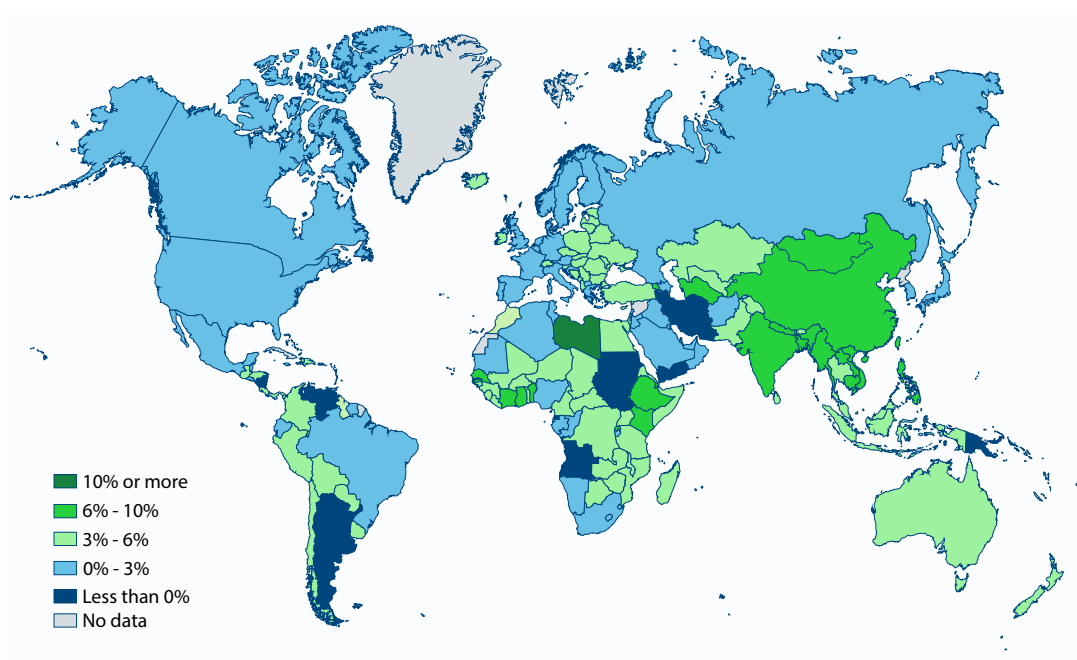 10% or more
6% - 10%
3% - 6%
0% - 3%
Less than 0%
No data